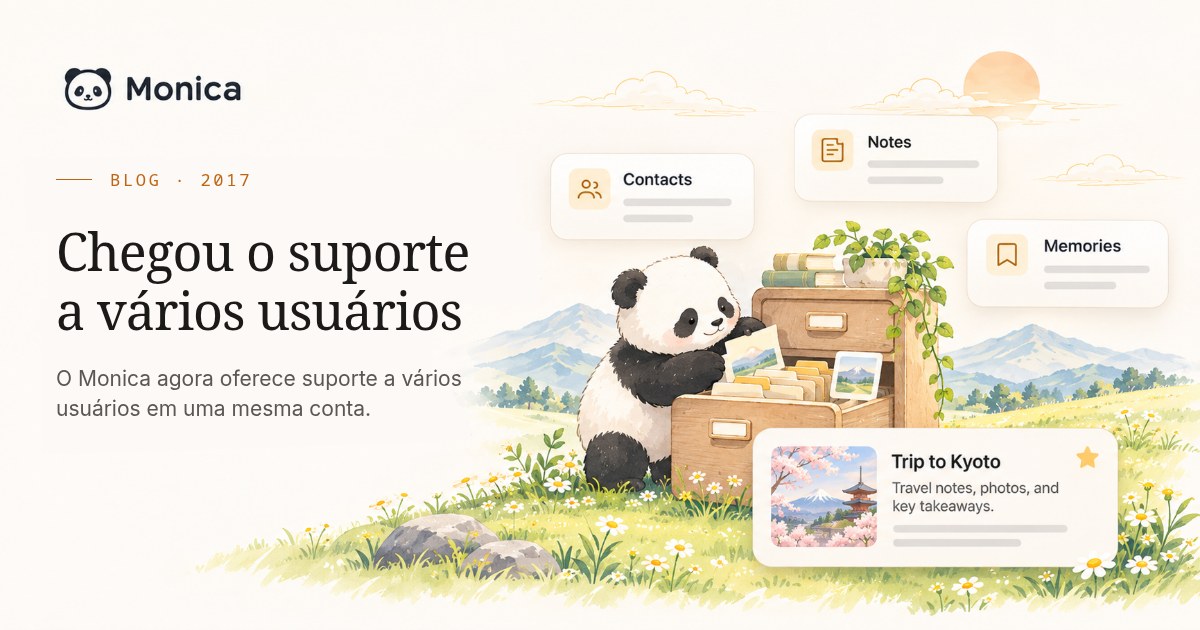 Monica
BLOG · 2017
Chegou o suporte
a vários usuários
O Monica agora oferece suporte a vários
usuários em uma mesma conta.
Contacts
Notes
Memories
Trip to Kyoto
Travel notes, photos, and
key takeaways.